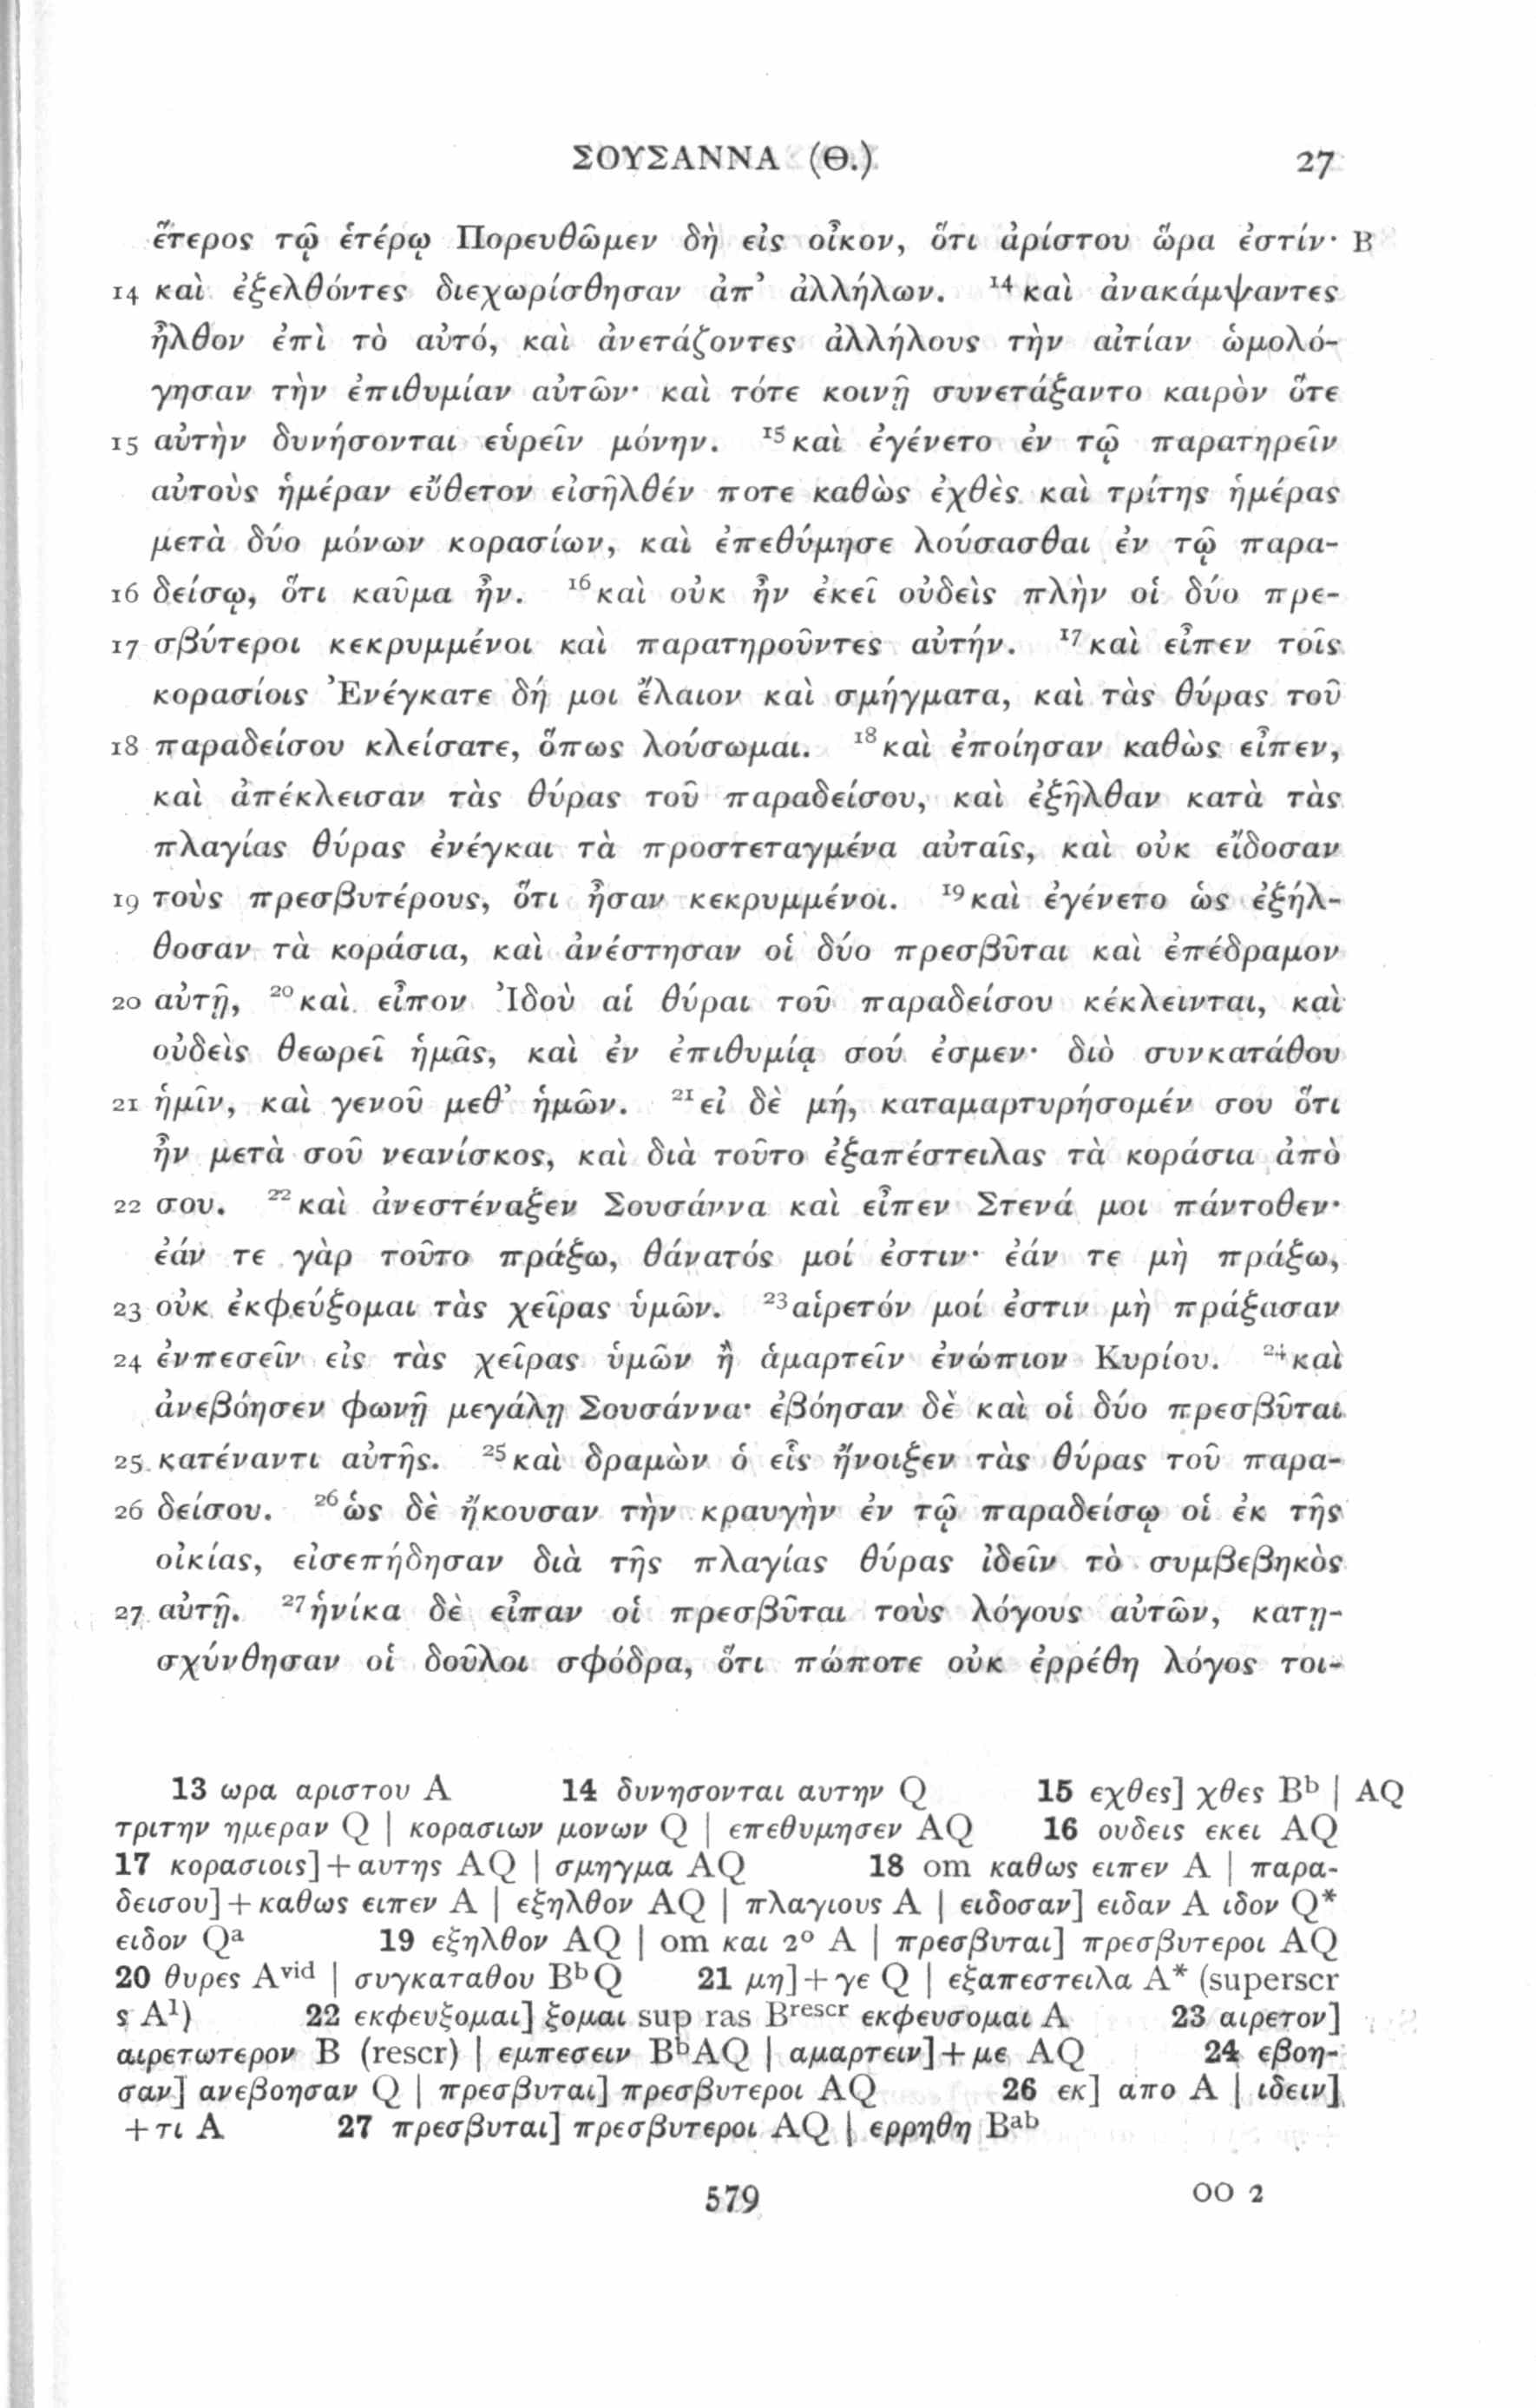 ΣΟΥΣΑΝΝΑ (Θ.) 27
ἕτερος τῷ ἑτέρῳ Πορευθῶμεν δὴ εἰς οἶκον, ὅτι ἀρίστου ὥρα ἐστίν· B
14 καὶ ἐξελθόντες διεχωρίσθησαν ἀπ’ ἀλλήλων. ¹⁴καὶ ἀνακάμψαντες
ἦλθον ἐπὶ τὸ αὐτό, καὶ ἀνετάζοντες ἀλλήλους τὴν αἰτίαν ὡμολό-
γησαν τὴν ἐπιθυμίαν αὐτῶν· καὶ τότε κοινῇ συνετάξαντο καιρὸν ὅτε
15 αὐτὴν δυνήσονται εὑρεῖν μόνην. ¹⁵καὶ ἐγένετο ἐν τῷ παρατηρεῖν
αὐτοὺς ἡμέραν εὔθετον εἰσῆλθέν ποτε καθὼς ἐχθὲς καὶ τρίτης ἡμέρας
μετὰ δύο μόνων κορασίων, καὶ ἐπεθύμησε λούσασθαι ἐν τῷ παρα-
16 δείσῳ, ὅτι καῦμα ἦν. ¹⁶καὶ οὐκ ἦν ἐκεῖ οὐδεὶς πλὴν οἱ δύο πρε-
17 σβύτεροι κεκρυμμένοι καὶ παρατηροῦντες αὐτήν. ¹⁷καὶ εἶπεν τοῖς
κορασίοις Ἐνέγκατε δή μοι ἔλαιον καὶ σμήγματα, καὶ τὰς θύρας τοῦ
18 παραδείσου κλείσατε, ὅπως λούσωμαι. ¹⁸καὶ ἐποίησαν καθὼς εἶπεν,
καὶ ἀπέκλεισαν τὰς θύρας τοῦ παραδείσου, καὶ ἐξῆλθαν κατὰ τὰς
πλαγίας θύρας ἐνέγκαι τὰ προστεταγμένα αὐταῖς, καὶ οὐκ εἴδοσαν
19 τοὺς πρεσβυτέρους, ὅτι ἦσαν κεκρυμμένοι. ¹⁹καὶ ἐγένετο ὡς ἐξήλ-
θοσαν τὰ κοράσια, καὶ ἀνέστησαν οἱ δύο πρεσβῦται καὶ ἐπέδραμον
20 αὐτῇ, ²⁰καὶ εἶπον Ἰδοὺ αἱ θύραι τοῦ παραδείσου κέκλεινται, καὶ
οὐδεὶς θεωρεῖ ἡμᾶς, καὶ ἐν ἐπιθυμίᾳ σού ἐσμεν· διὸ συνκατάθου
21 ἡμῖν, καὶ γενοῦ μεθ’ ἡμῶν. ²¹εἰ δὲ μή, καταμαρτυρήσομέν σου ὅτι
ἦν μετὰ σοῦ νεανίσκος, καὶ διὰ τοῦτο ἐξαπέστειλας τὰ κοράσια ἀπὸ
22 σου. ²²καὶ ἀνεστέναξεν Σουσάννα καὶ εἶπεν Στενά μοι πάντοθεν·
ἐάν τε γὰρ τοῦτο πράξω, θάνατός μοί ἐστιν· ἐάν τε μὴ πράξω,
23 οὐκ ἐκφεύξομαι τὰς χεῖρας ὑμῶν. ²³αἱρετόν μοί ἐστιν μὴ πράξασαν
24 ἐνπεσεῖν εἰς τὰς χεῖρας ὑμῶν ἢ ἁμαρτεῖν ἐνώπιον Κυρίου. ²⁴καὶ
ἀνεβόησεν φωνῇ μεγάλῃ Σουσάννα· ἐβόησαν δὲ καὶ οἱ δύο πρεσβῦται
25 κατέναντι αὐτῆς. ²⁵καὶ δραμὼν ὁ εἷς ἤνοιξεν τὰς θύρας τοῦ παρα-
26 δείσου. ²⁶ὡς δὲ ἤκουσαν τὴν κραυγὴν ἐν τῷ παραδείσῳ οἱ ἐκ τῆς
οἰκίας, εἰσεπήδησαν διὰ τῆς πλαγίας θύρας ἰδεῖν τὸ συμβεβηκὸς
27 αὐτῇ. ²⁷ἡνίκα δὲ εἶπαν οἱ πρεσβῦται τοὺς λόγους αὐτῶν, κατῃ-
σχύνθησαν οἱ δοῦλοι σφόδρα, ὅτι πώποτε οὐκ ἐρρέθη λόγος τοι-
13 ωρα αριστου A 14 δυνησονται αυτην Q 15 εχθες] χθες Bᵇ | AQ
τριτην ημεραν Q | κορασιων μονων Q | επεθυμησεν AQ 16 ουδεις εκει AQ
17 κορασιοις]+αυτης AQ | σμηγμα AQ 18 om καθως ειπεν A | παρα-
δεισου]+καθως ειπεν A | εξηλθον AQ | πλαγιους A | ειδοσαν] ειδαν A ιδον Q*
ειδον Qᵃ 19 εξηλθον AQ | om και 2° A | πρεσβυται] πρεσβυτεροι AQ
20 θυρες Aᵛⁱᵈ | συγκαταθου BᵇQ 21 μη]+γε Q | εξαπεστειλα A* (superscr
ς A¹) 22 εκφευξομαι] ξομαι sup ras Bʳᵉˢᶜʳ εκφευσομαι A 23 αιρετον]
αιρετωτερον B (rescr) | εμπεσειν BᵇAQ | αμαρτειν]+με AQ 24 εβοη-
σαν] ανεβοησαν Q | πρεσβυται] πρεσβυτεροι AQ 26 εκ] απο A | ιδειν]
+τι A 27 πρεσβυται] πρεσβυτεροι AQ | ερρηθη Bᵃᵇ
579 OO 2